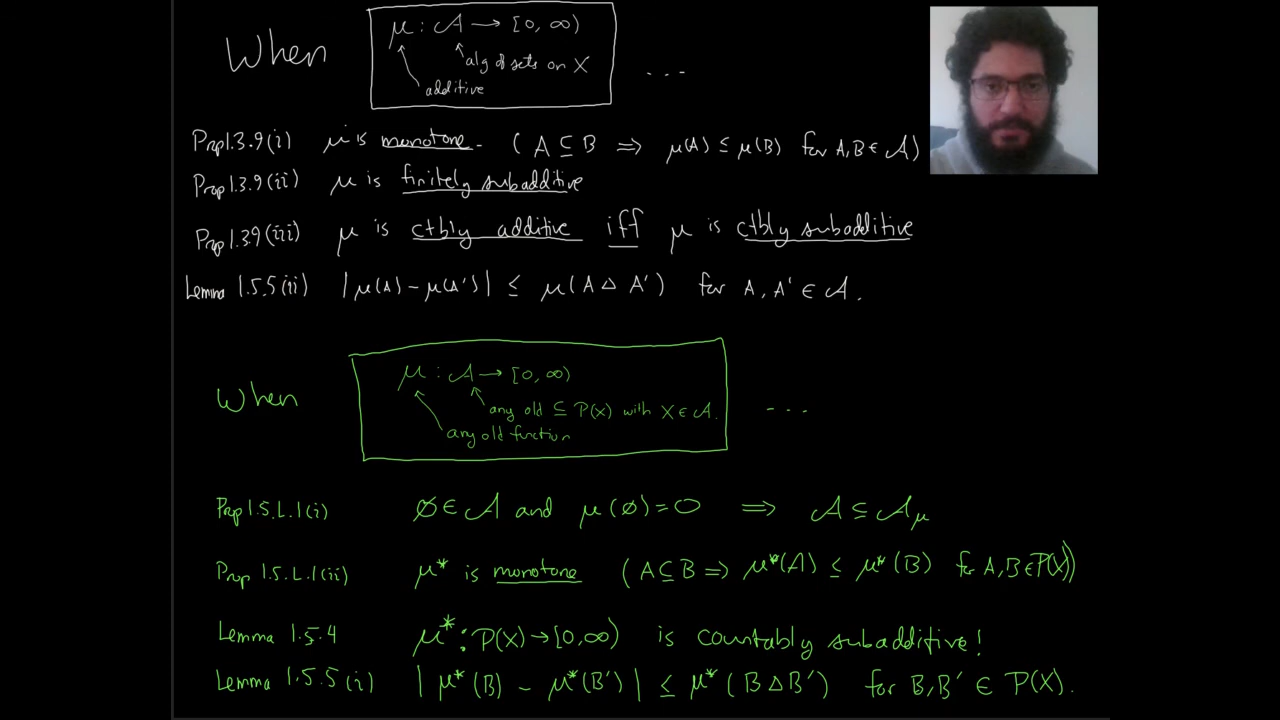 When
μ : 𝒜 → [0, ∞)
alg of sets on X
additive
...
Prop 1.3.9(i) μ is monotone. (A ⊆ B ⇒ μ(A) ≤ μ(B) for A, B ∈ 𝒜)
Prop 1.3.9(ii) μ is finitely subadditive
Prop 1.3.9(iii) μ is ctbly additive iff μ is ctbly subadditive
Lemma 1.5.5(ii) |μ(A) - μ(A')| ≤ μ(A Δ A') for A, A' ∈ 𝒜.
When
μ : 𝒜 → [0, ∞)
any old ⊆ P(X) with X ∈ 𝒜.
any old function
...
Prop 1.5.L.1(i) ∅ ∈ 𝒜 and μ(∅) = 0 ⇒ 𝒜 ⊆ 𝒜μ
Prop 1.5.L.1(ii) μ* is monotone (A ⊆ B ⇒ μ*(A) ≤ μ*(B) for A, B ∈ P(X))
Lemma 1.5.4 μ* : P(X) → [0, ∞) is countably subadditive!
Lemma 1.5.5(i) |μ*(B) - μ*(B')| ≤ μ*(B Δ B') for B, B' ∈ P(X).